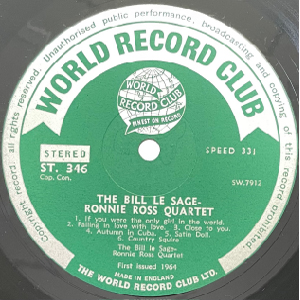 all rights reserved. Unauthorised public performance, broadcasting and copying of this record prohibited. Copyright
WORLD RECORD CLUB
WORLD
RECORD CLUB
FINEST ON RECORD
STEREO
SPEED 33⅓
ST. 346
Cop. Con.
SW.7912
THE BILL LE SAGE-
RONNIE ROSS QUARTET
1. If you were the only girl in the world.
2. Falling in love with love. 3. Close to you.
4. Autumn in Cuba. 5. Satin Doll.
6. Country Squire
The Bill le Sage-
Ronnie Ross Quartet
First Issued 1964
MADE IN ENGLAND
THE WORLD RECORD CLUB LTD.